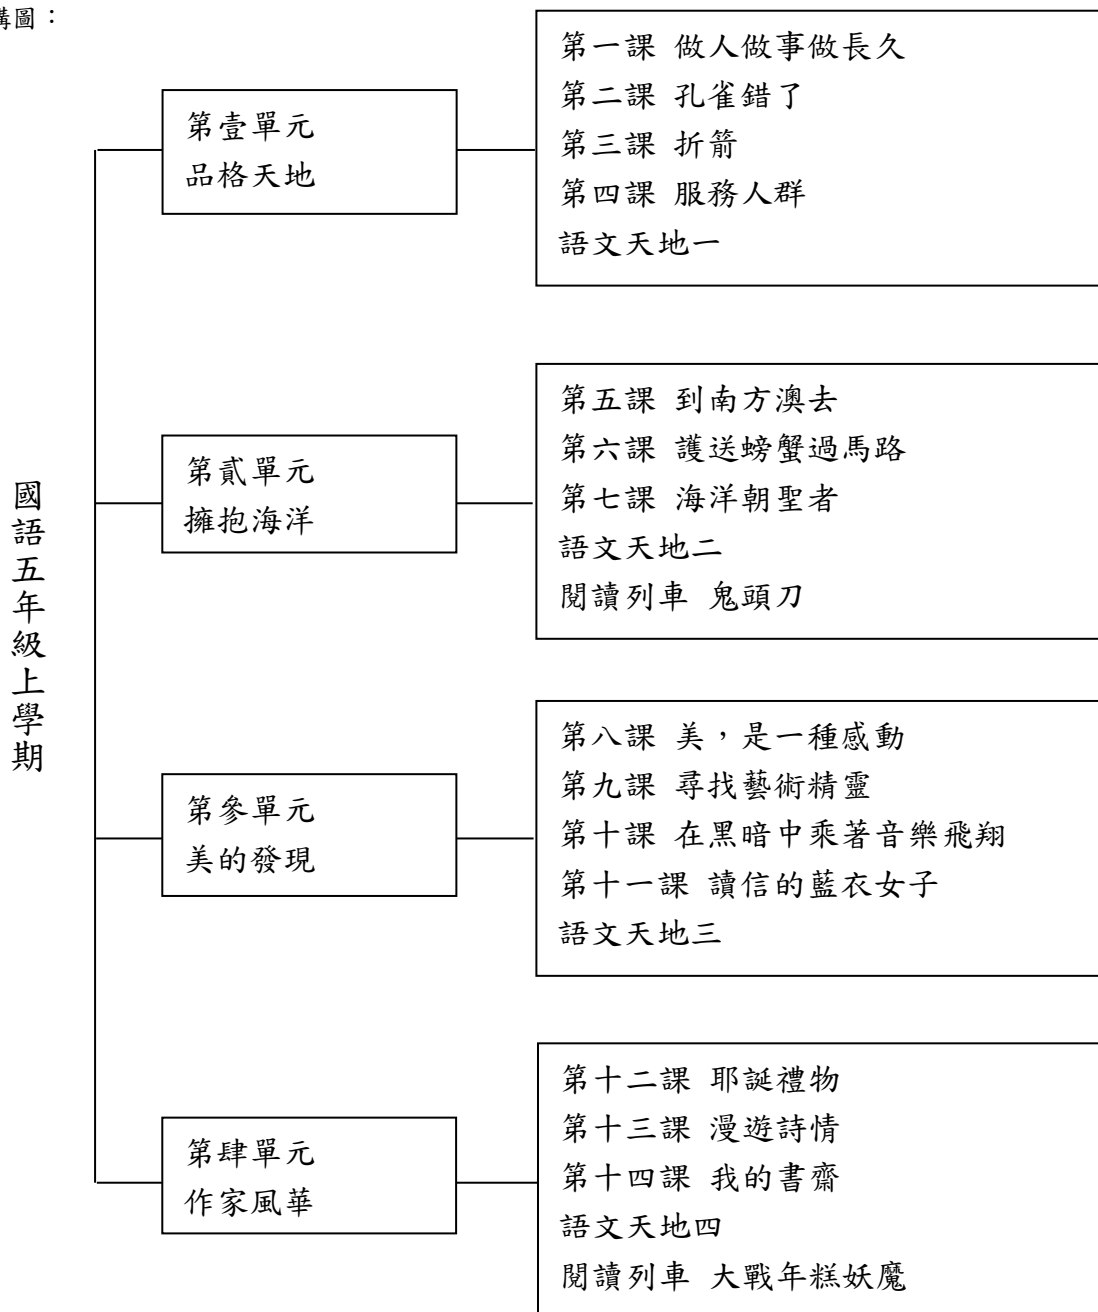 構圖：
國語五年級上學期
第壹單元
品格天地
第一課 做人做事做長久
第二課 孔雀錯了
第三課 折箭
第四課 服務人群
語文天地一
第貳單元
擁抱海洋
第五課 到南方澳去
第六課 護送螃蟹過馬路
第七課 海洋朝聖者
語文天地二
閱讀列車 鬼頭刀
第參單元
美的發現
第八課 美，是一種感動
第九課 尋找藝術精靈
第十課 在黑暗中乘著音樂飛翔
第十一課 讀信的藍衣女子
語文天地三
第肆單元
作家風華
第十二課 耶誕禮物
第十三課 漫遊詩情
第十四課 我的書齋
語文天地四
閱讀列車 大戰年糕妖魔